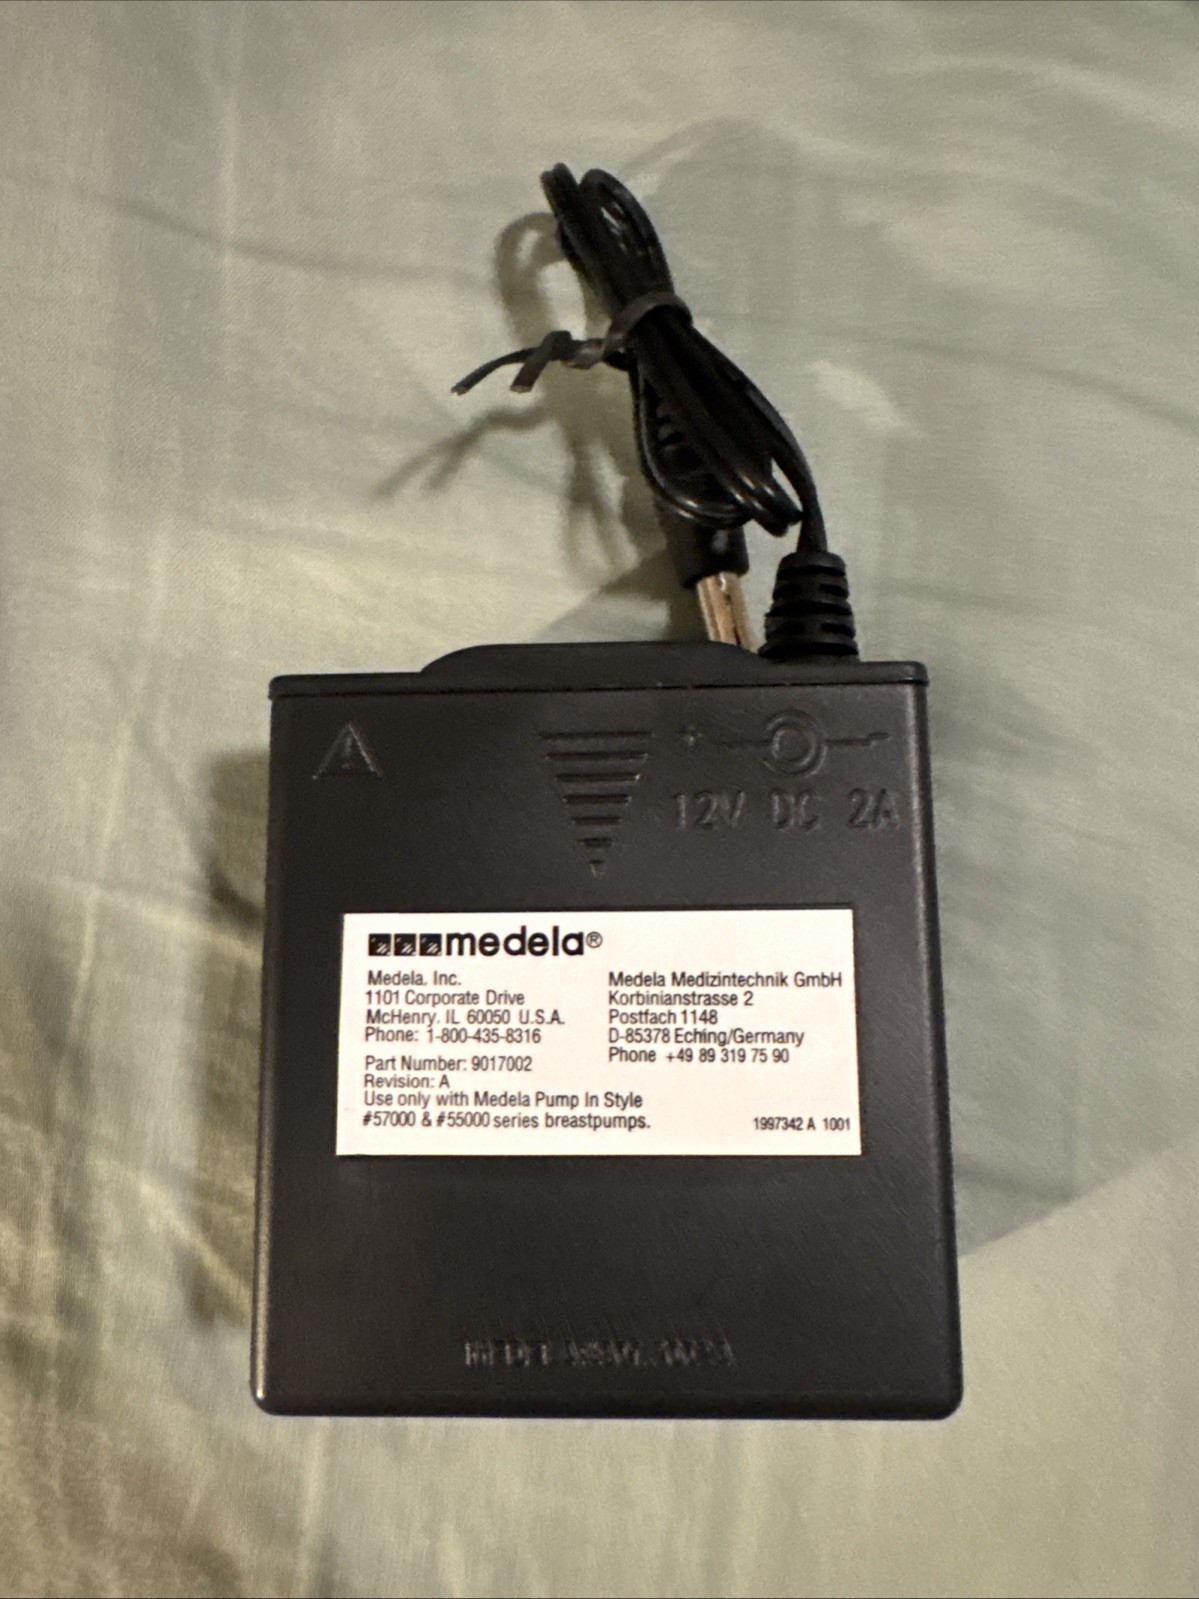 + -
12V DC 2A
medela®
Medela, Inc.
1101 Corporate Drive
McHenry, IL 60050 U.S.A.
Phone: 1-800-435-8316
Part Number: 9017002
Revision: A
Use only with Medela Pump In Style
#57000 & #55000 series breastpumps.
Medela Medizintechnik GmbH
Korbinianstrasse 2
Postfach 1148
D-85378 Eching/Germany
Phone +49 89 319 75 90
1997342 A 1001